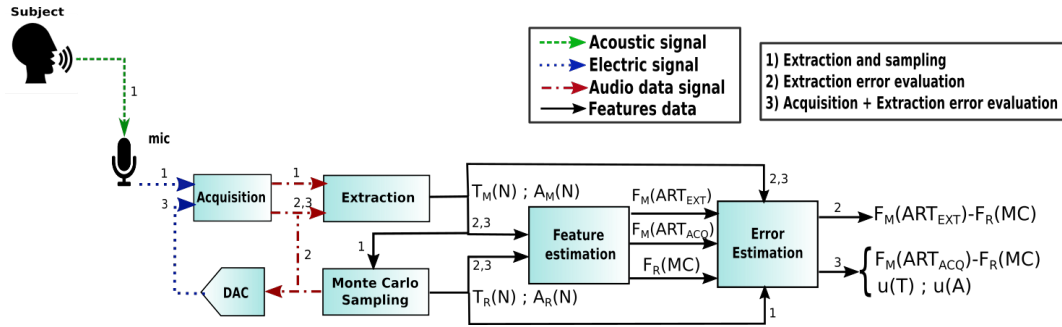 Subject
1
mic
Acoustic signal
Electric signal
Audio data signal
Features data
1) Extraction and sampling
2) Extraction error evaluation
3) Acquisition + Extraction error evaluation
1
3
Acquisition
1
2,3
Extraction
T_M(N) ; A_M(N)
2,3
2,3
1
2
2,3
DAC
Monte Carlo
Sampling
T_R(N) ; A_R(N)
Feature
estimation
F_M(ART_EXT)
F_M(ART_ACQ)
F_R(MC)
Error
Estimation
1
2
F_M(ART_EXT)-F_R(MC)
3
F_M(ART_ACQ)-F_R(MC)
u(T) ; u(A)